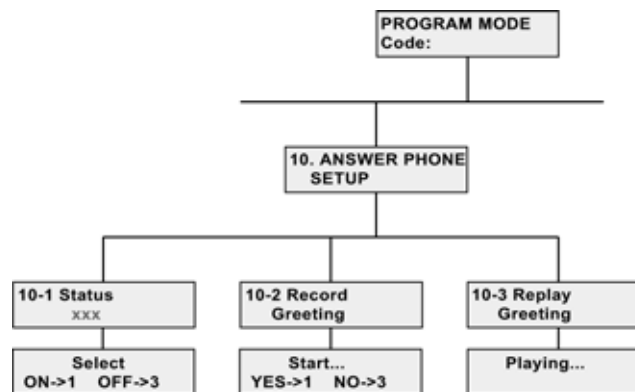 PROGRAM MODE
Code:
10. ANSWER PHONE
SETUP
10-1 Status
xxx
10-2 Record
Greeting
10-3 Replay
Greeting
Select
ON->1 OFF->3
Start...
YES->1 NO->3
Playing...